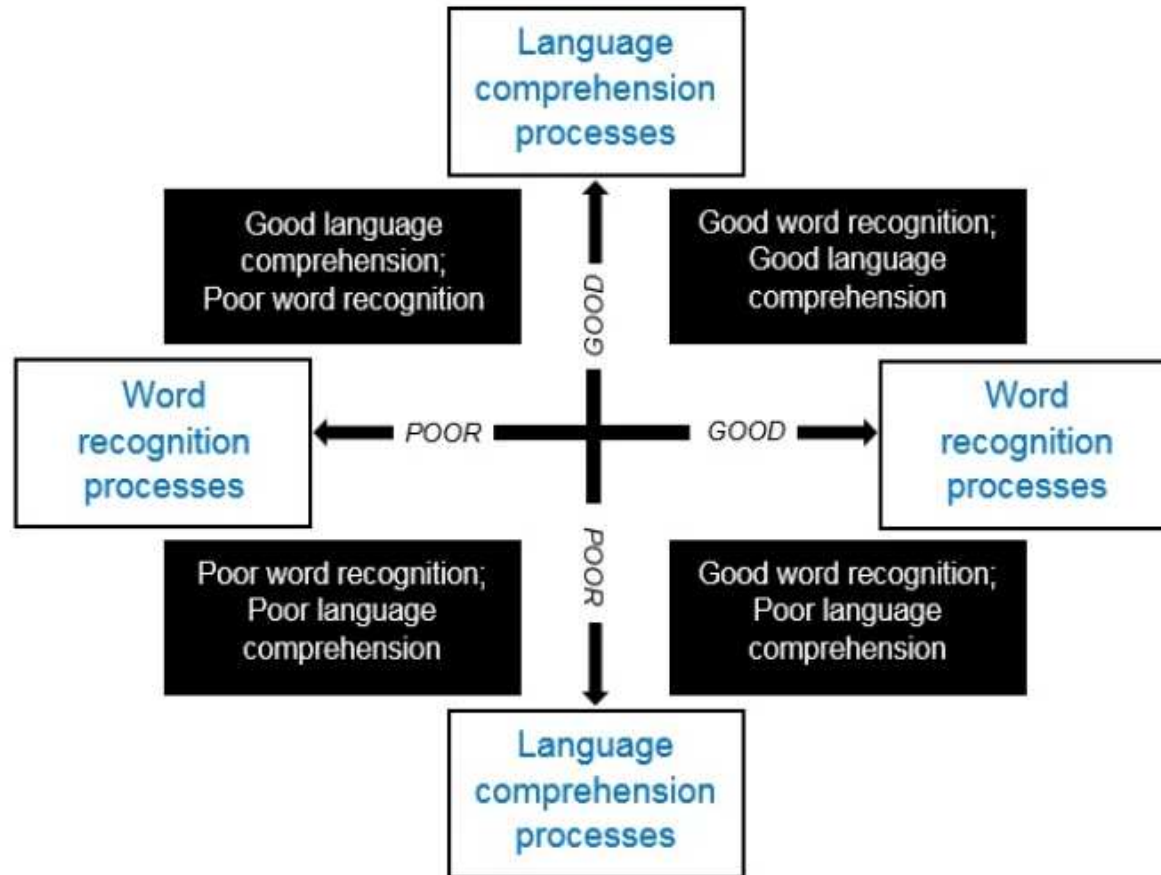 Language
comprehension
processes
Good language
comprehension;
Poor word recognition
Good word recognition;
Good language
comprehension
GOOD
Word
recognition
processes
POOR
GOOD
Word
recognition
processes
Poor word recognition;
Poor language
comprehension
POOR
Good word recognition;
Poor language
comprehension
Language
comprehension
processes